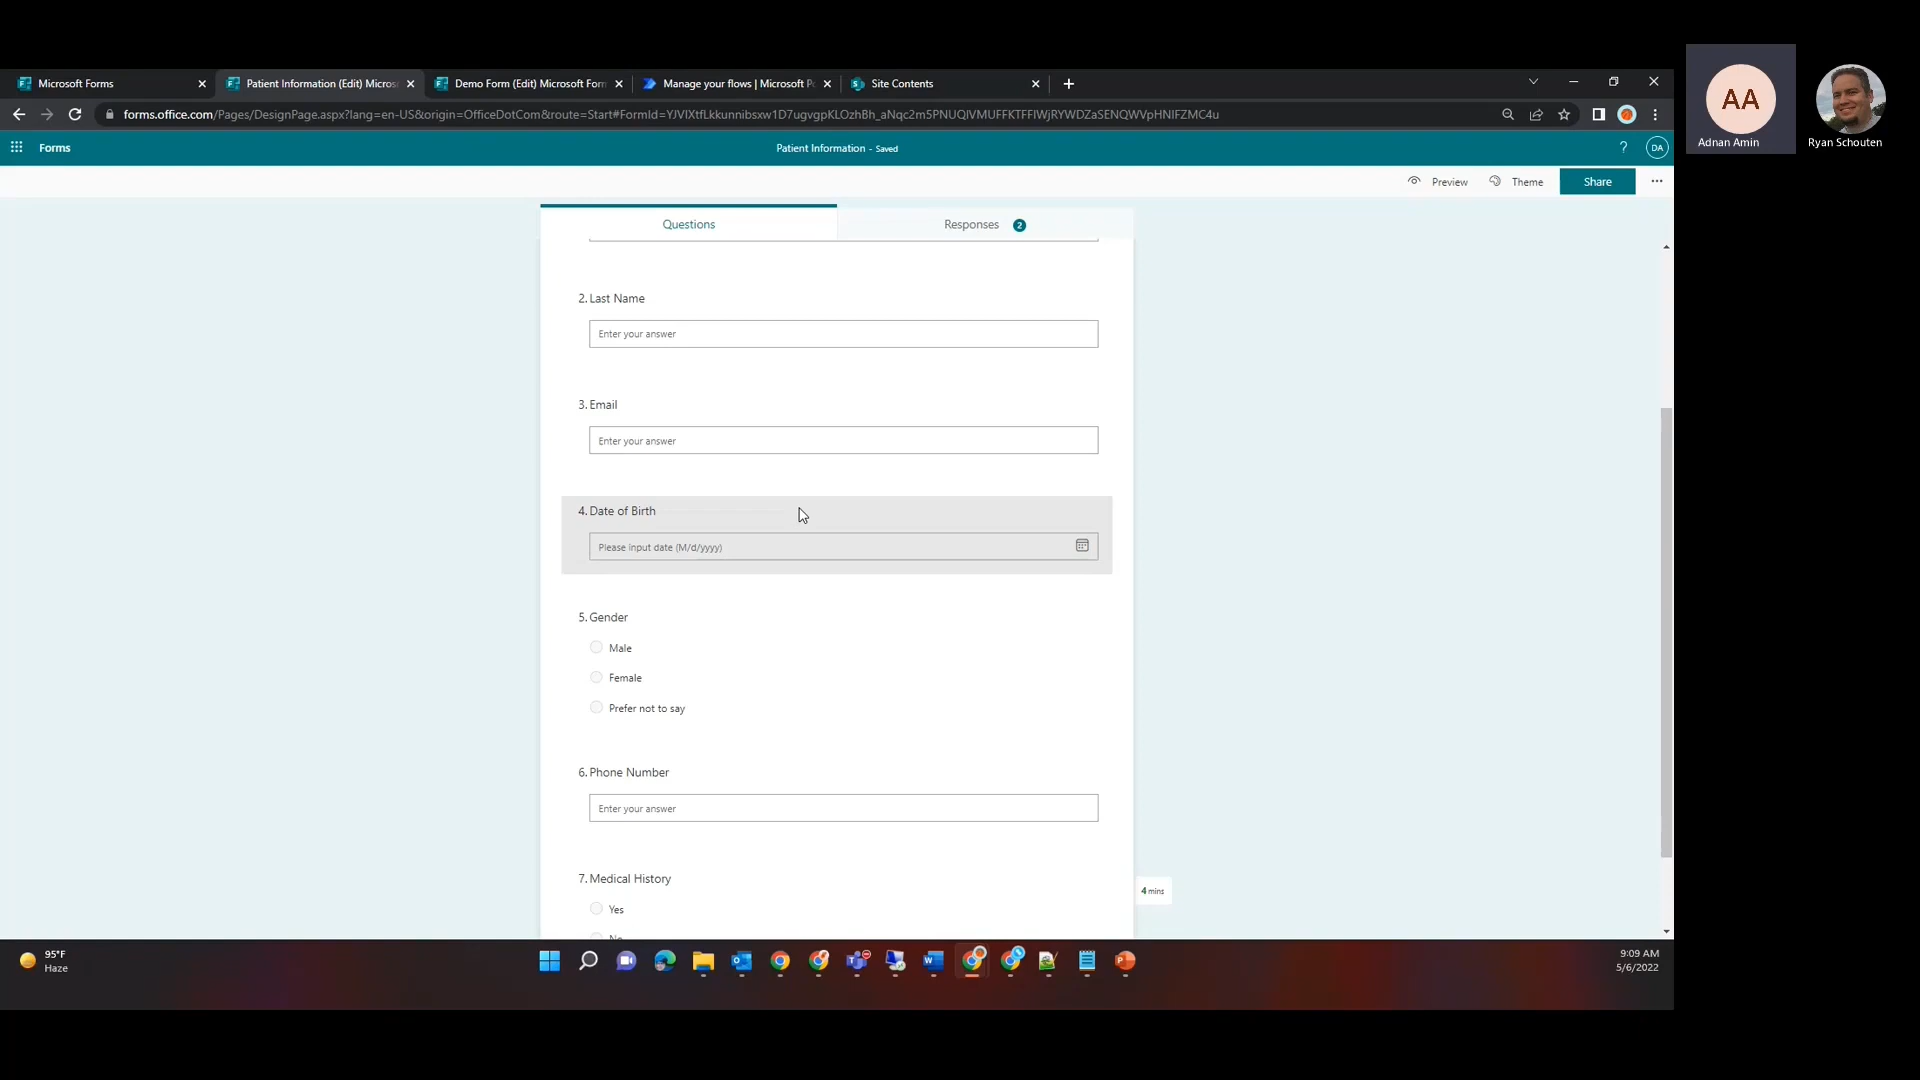 Microsoft Forms
Patient Information (Edit) Micros
Demo Form (Edit) Microsoft Form
Manage your flows | Microsoft Po
Site Contents
forms.office.com/Pages/DesignPage.aspx?lang=en-US&origin=OfficeDotCom&route=Start#FormId=
Forms
Patient Information - Saved
?
DA
Preview
Theme
Share
Questions
Responses 2
2. Last Name
Enter your answer
3. Email
Enter your answer
4. Date of Birth
Please input date (M/d/yyyy)
5. Gender
Male
Female
Prefer not to say
6. Phone Number
Enter your answer
7. Medical History
Yes
No
4 mins
95°F
Haze
9:09 AM
5/6/2022
AA
Adnan Amin
Ryan Schouten